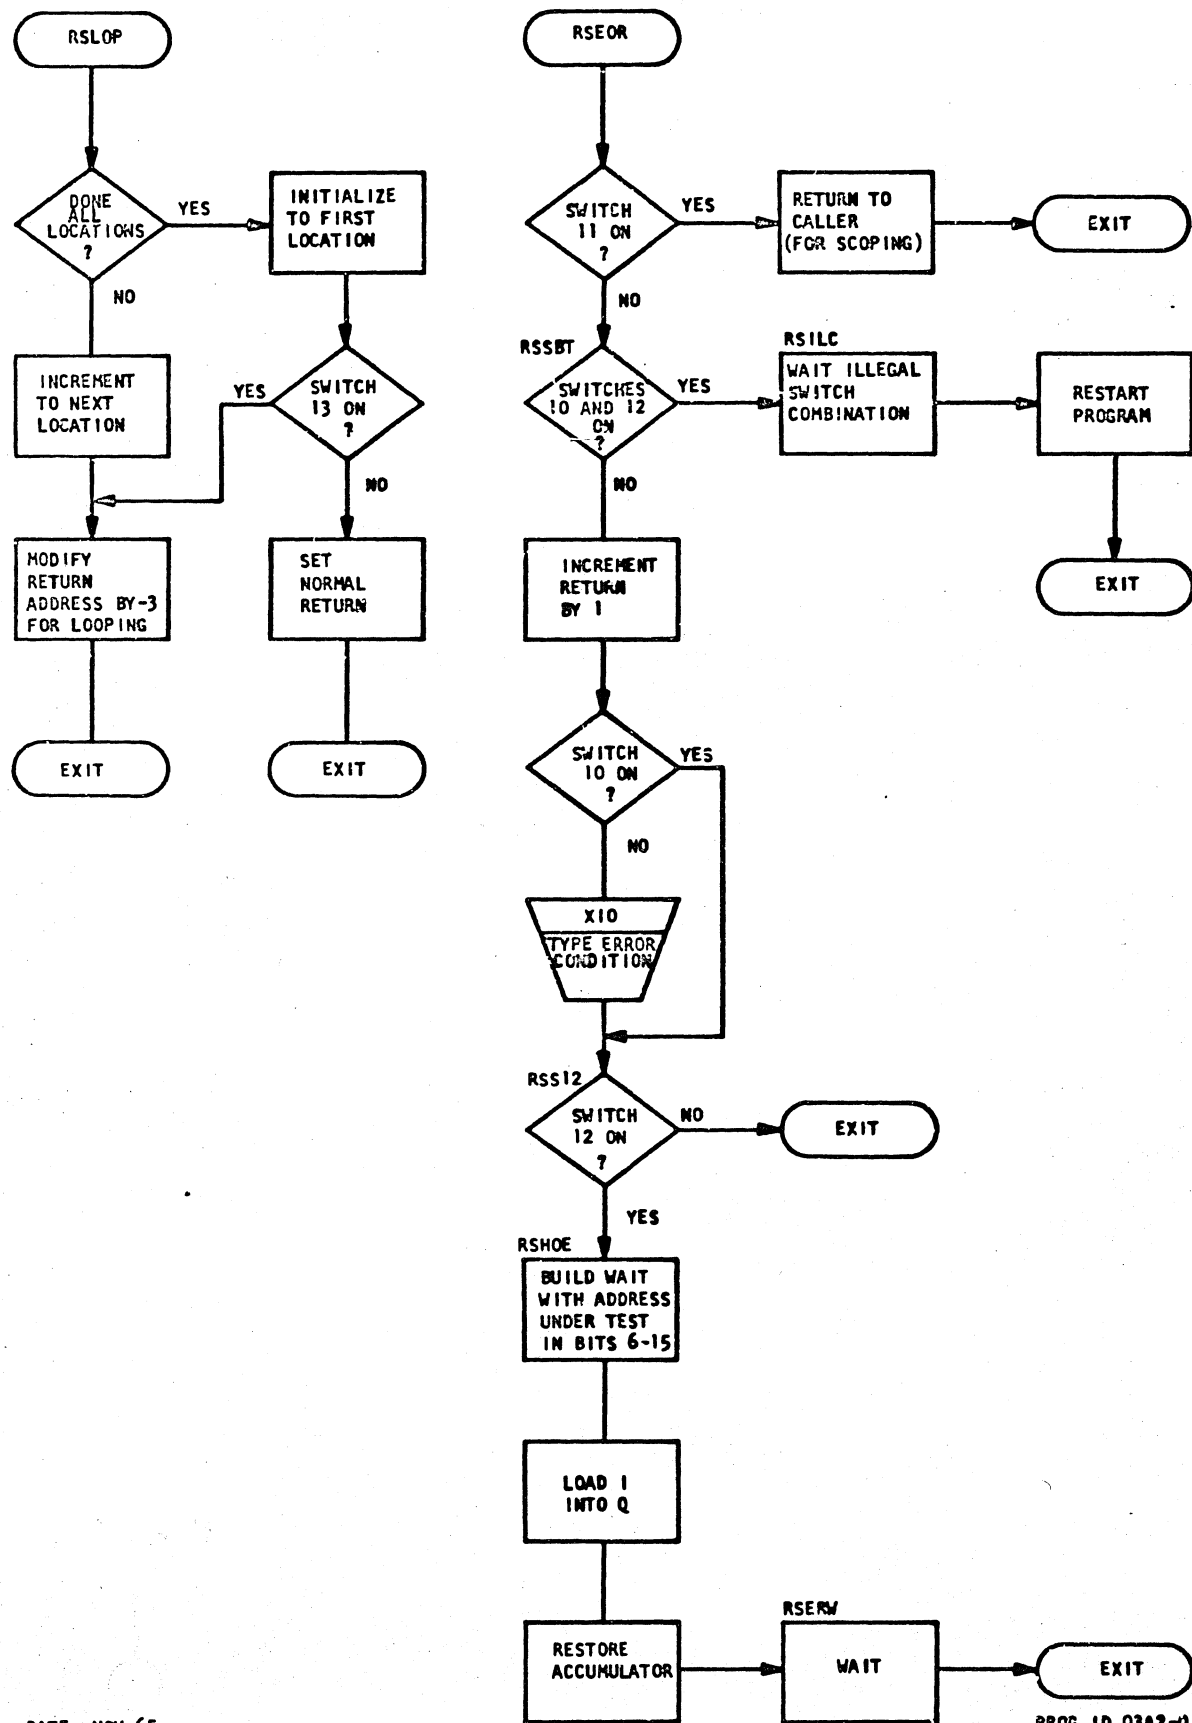 RSLOP
DONE
ALL
LOCATIONS
?
YES
NO
INITIALIZE
TO FIRST
LOCATION
INCREMENT
TO NEXT
LOCATION
YES
SWITCH
13 ON
?
NO
MODIFY
RETURN
ADDRESS BY-3
FOR LOOPING
SET
NORMAL
RETURN
EXIT
EXIT
RSEOR
SWITCH
11 ON
?
YES
NO
RETURN TO
CALLER
(FOR SCOPING)
EXIT
RSSBT
SWITCHES
10 AND 12
ON
?
YES
NO
RSILC
WAIT ILLEGAL
SWITCH
COMBINATION
RESTART
PROGRAM
EXIT
INCREMENT
RETURN
BY 1
SWITCH
10 ON
?
YES
NO
X10
TYPE ERROR
CONDITION
RSS12
SWITCH
12 ON
?
NO
EXIT
YES
RSHOE
BUILD WAIT
WITH ADDRESS
UNDER TEST
IN BITS 6-15
LOAD I
INTO Q
RESTORE
ACCUMULATOR
RSERW
WAIT
EXIT
PROG ID